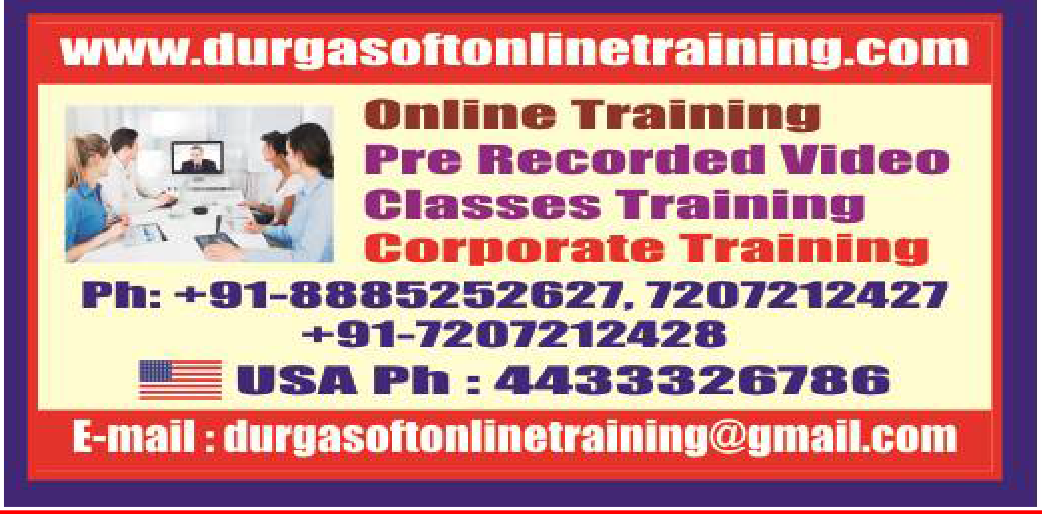 www.durgasoftonlinetraining.com
Online Training
Pre Recorded Video
Classes Training
Corporate Training
Ph: +91-8885252627, 7207212427
+91-7207212428
USA Ph : 4433326786
E-mail : durgasoftonlinetraining@gmail.com